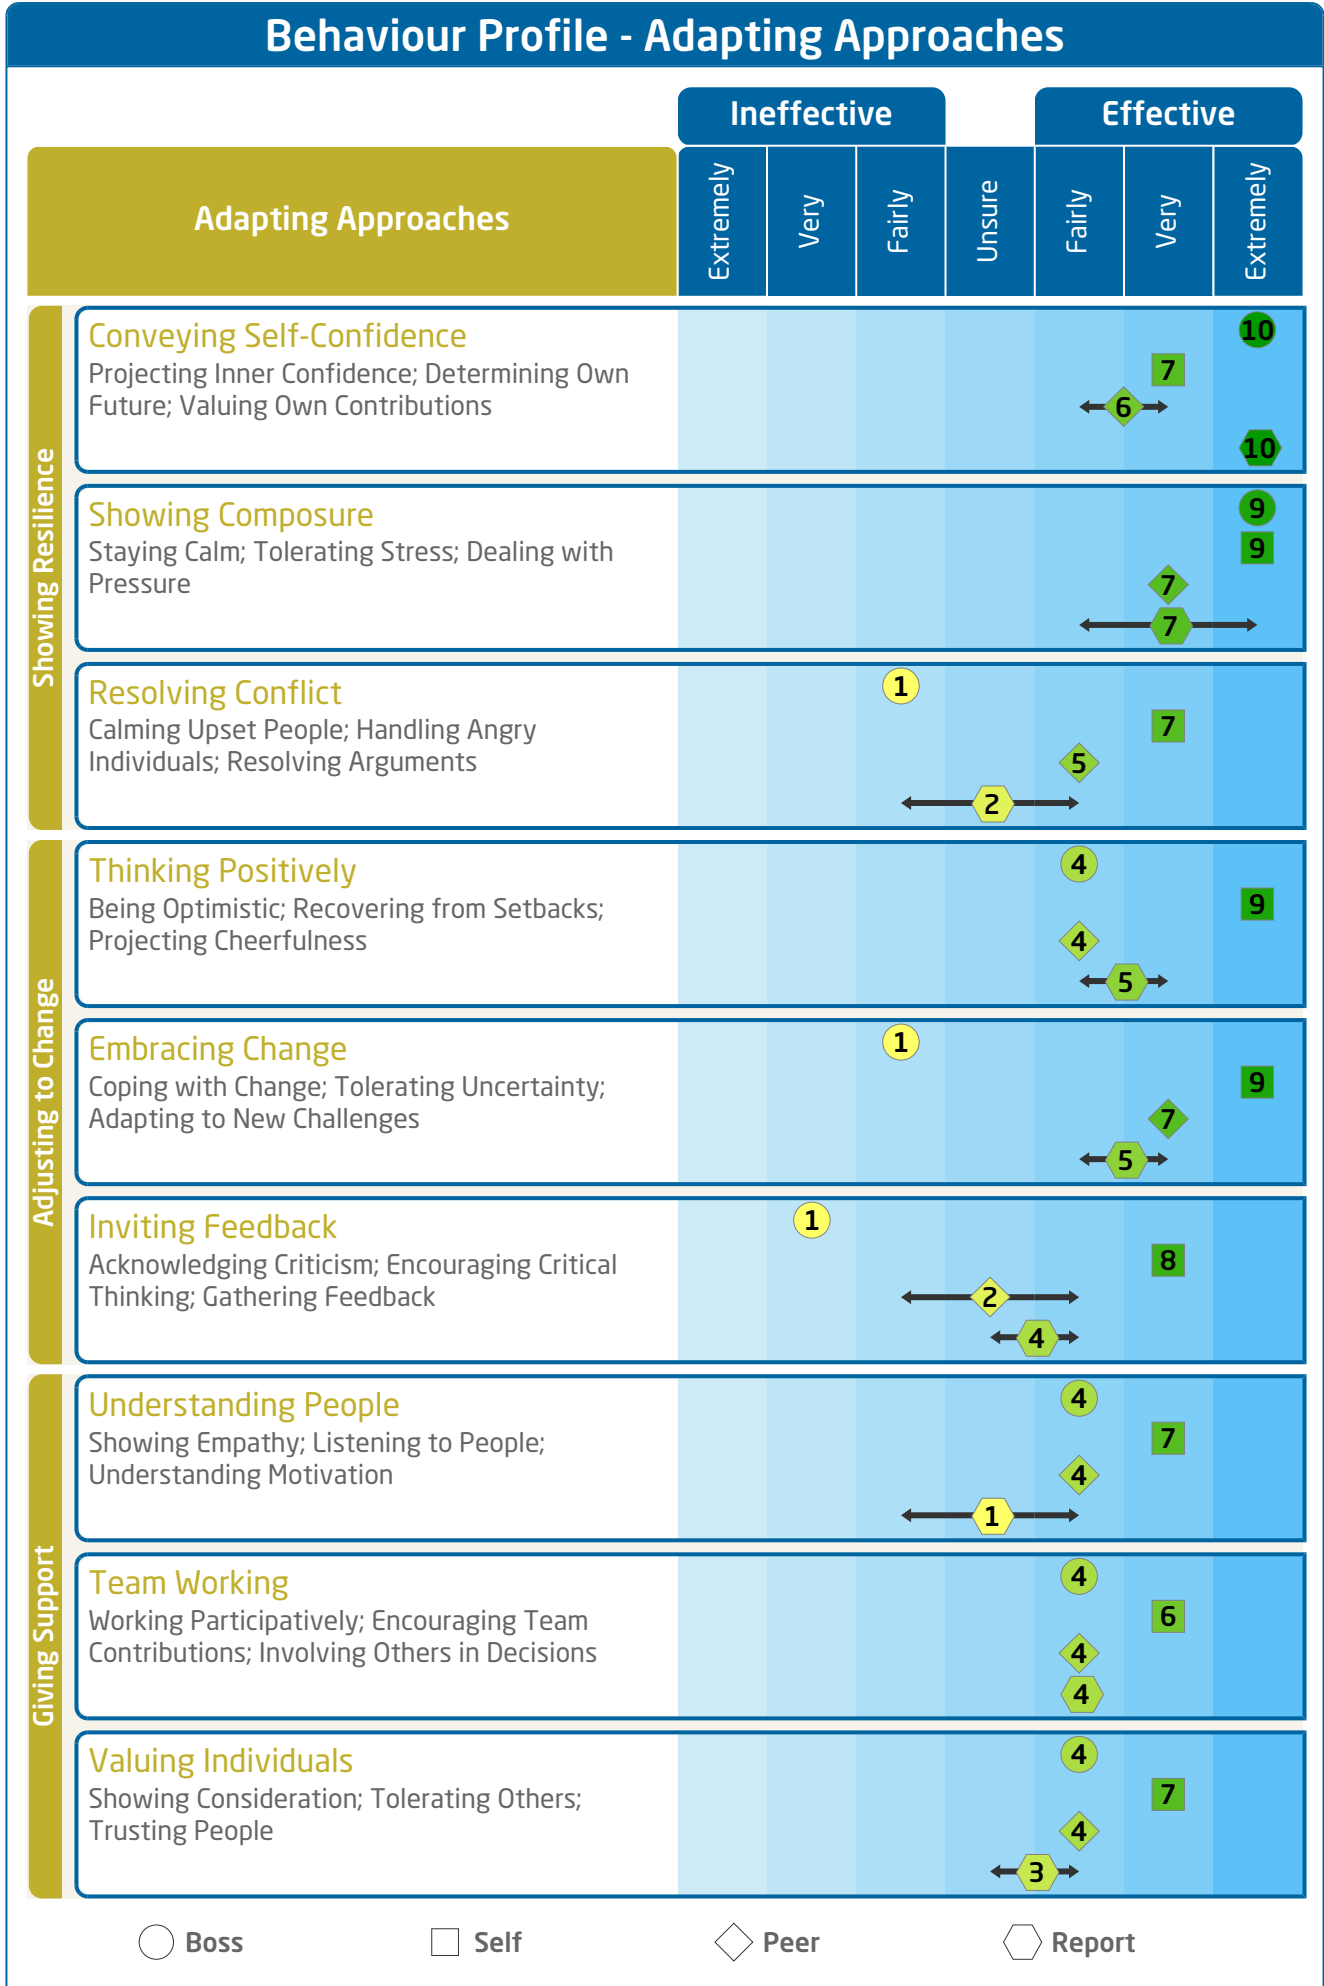 Behaviour Profile - Adapting Approaches
Ineffective
Effective
Adapting Approaches
Extremely
Very
Fairly
Unsure
Fairly
Very
Extremely
Showing Resilience
Conveying Self-Confidence
Projecting Inner Confidence; Determining Own
Future; Valuing Own Contributions
10
7
6
10
Showing Composure
Staying Calm; Tolerating Stress; Dealing with
Pressure
9
9
7
7
Resolving Conflict
Calming Upset People; Handling Angry
Individuals; Resolving Arguments
1
7
5
2
Adjusting to Change
Thinking Positively
Being Optimistic; Recovering from Setbacks;
Projecting Cheerfulness
4
9
4
5
Embracing Change
Coping with Change; Tolerating Uncertainty;
Adapting to New Challenges
1
9
7
5
Inviting Feedback
Acknowledging Criticism; Encouraging Critical
Thinking; Gathering Feedback
1
8
2
4
Giving Support
Understanding People
Showing Empathy; Listening to People;
Understanding Motivation
4
7
4
1
Team Working
Working Participatively; Encouraging Team
Contributions; Involving Others in Decisions
4
6
4
4
Valuing Individuals
Showing Consideration; Tolerating Others;
Trusting People
4
7
4
3
Boss
Self
Peer
Report